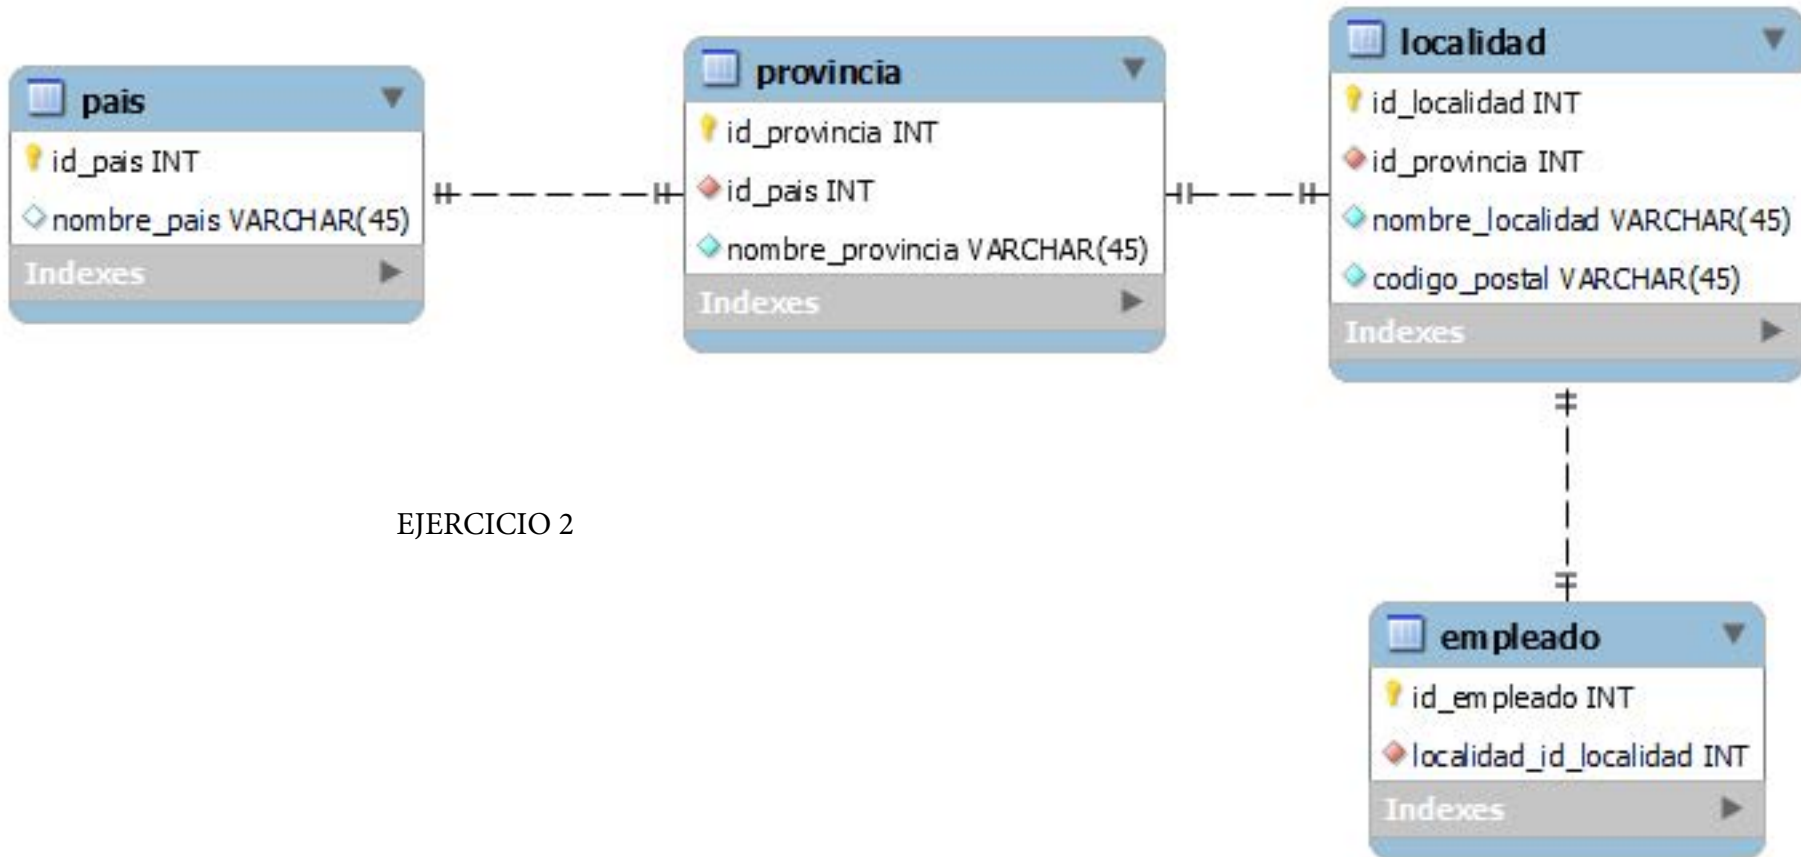 pais
id_pais INT
nombre_pais VARCHAR(45)
Indexes
provincia
id_provincia INT
id_pais INT
nombre_provincia VARCHAR(45)
Indexes
localidad
id_localidad INT
id_provincia INT
nombre_localidad VARCHAR(45)
codigo_postal VARCHAR(45)
Indexes
EJERCICIO 2
empleado
id_empleado INT
localidad_id_localidad INT
Indexes